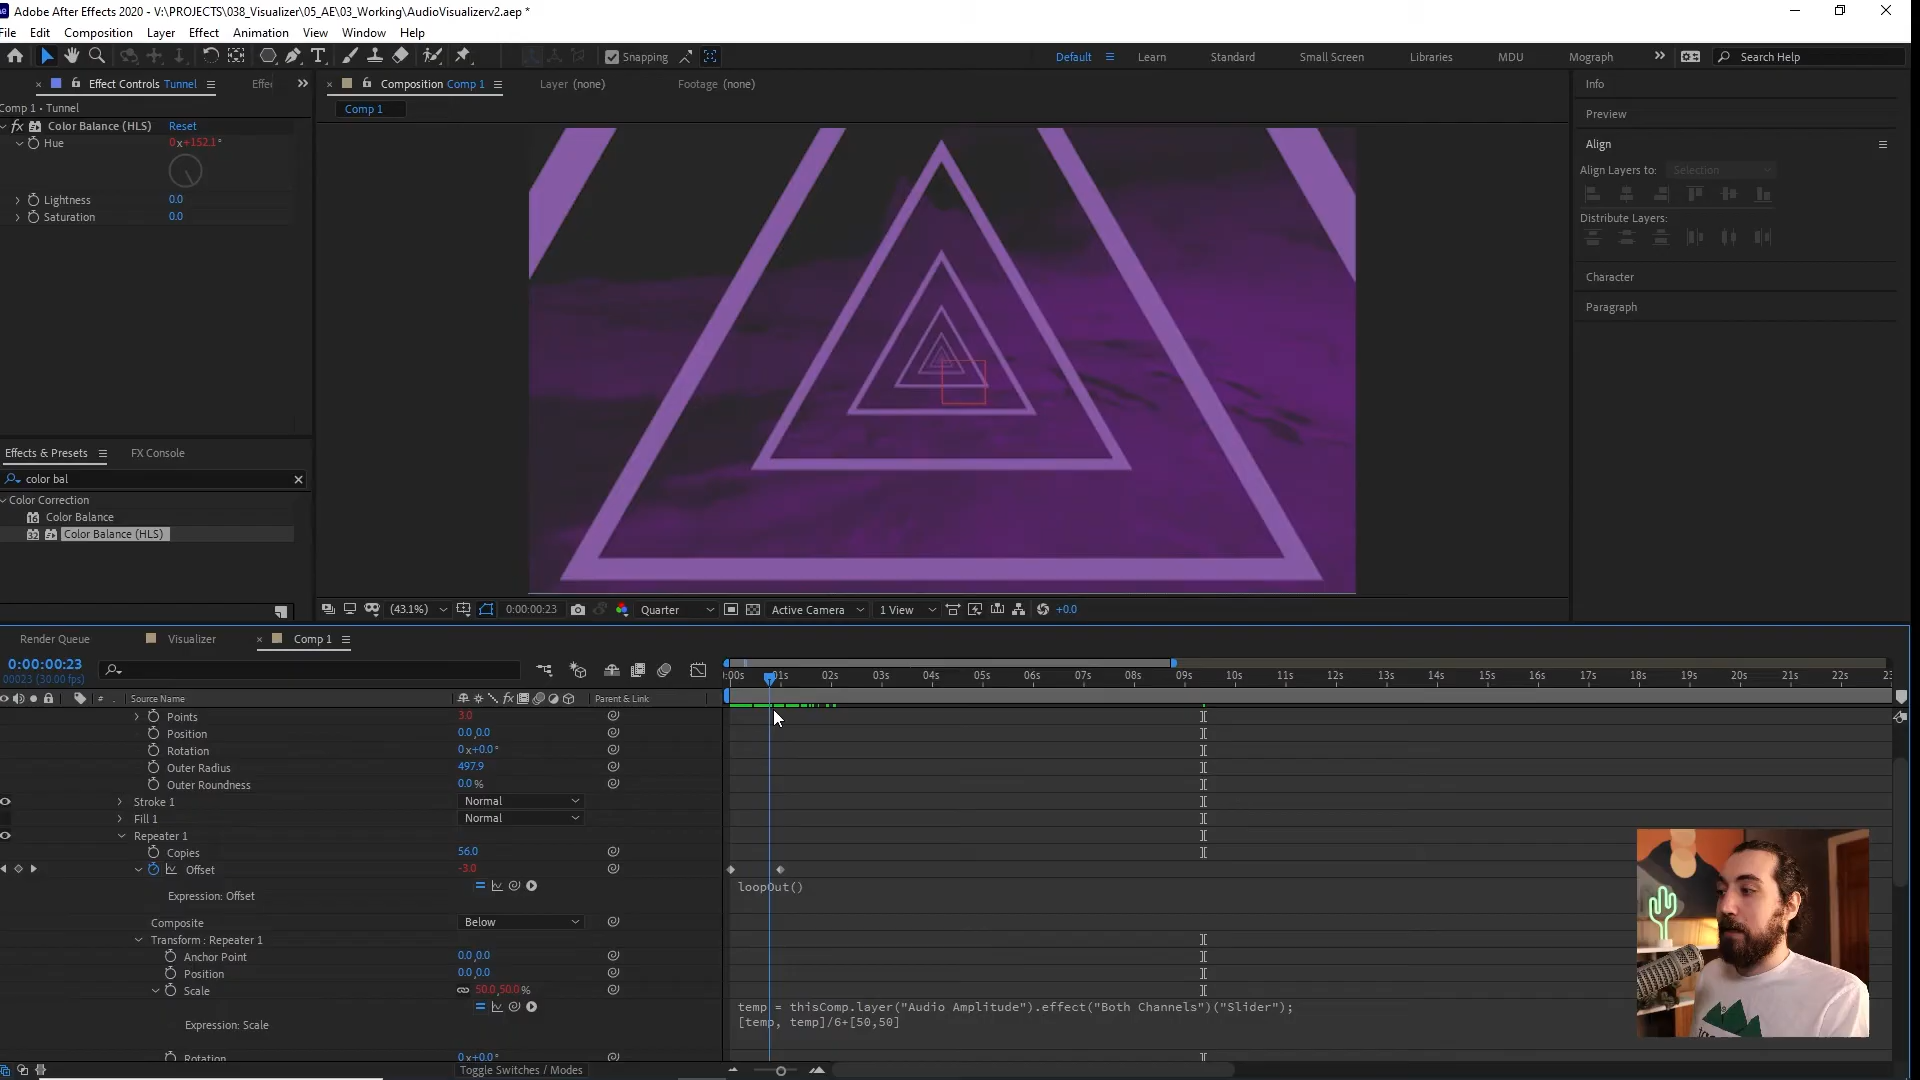 Adobe After Effects 2020 - V:\PROJECTS\038_Visualizer\05_AE\03_Working\AudioVisualizerv2.aep *
File Edit Composition Layer Effect Animation View Window Help
Snapping Default Learn Standard Small Screen Libraries MDU Mograph Search Help
Effect Controls Tunnel Composition Comp 1 Layer (none) Footage (none) Info
Comp 1 • Tunnel Comp 1
fx Color Balance (HLS) Reset
Hue 0x+152.1°
Lightness 0.0
Saturation 0.0
Preview
Align
Align Layers to: Selection
Distribute Layers:
Character
Paragraph
Effects & Presets FX Console
color bal
Color Correction
16 Color Balance
32 Color Balance (HLS)
(43.1%) 0:00:00:23 Quarter Active Camera 1 View +0.0
Render Queue Visualizer Comp 1
0:00:00:23
00023 (30.00 fps)
:00s 01s 02s 03s 04s 05s 06s 07s 08s 09s 10s 11s 12s 13s 14s 15s 16s 17s 18s 19s 20s 21s 22s 23
# Source Name fx Parent & Link
Points 3.0
Position 0.0,0.0
Rotation 0x+0.0°
Outer Radius 497.9
Outer Roundness 0.0%
Stroke 1 Normal
Fill 1 Normal
Repeater 1
Copies 56.0
Offset -3.0
Expression: Offset loopOut()
Composite Below
Transform : Repeater 1
Anchor Point 0.0,0.0
Position 0.0,0.0
Scale 50.0,50.0%
Expression: Scale
temp = thisComp.layer("Audio Amplitude").effect("Both Channels")("Slider");
[temp, temp]/6+[50,50]
Rotation 0x+0.0°
Toggle Switches / Modes